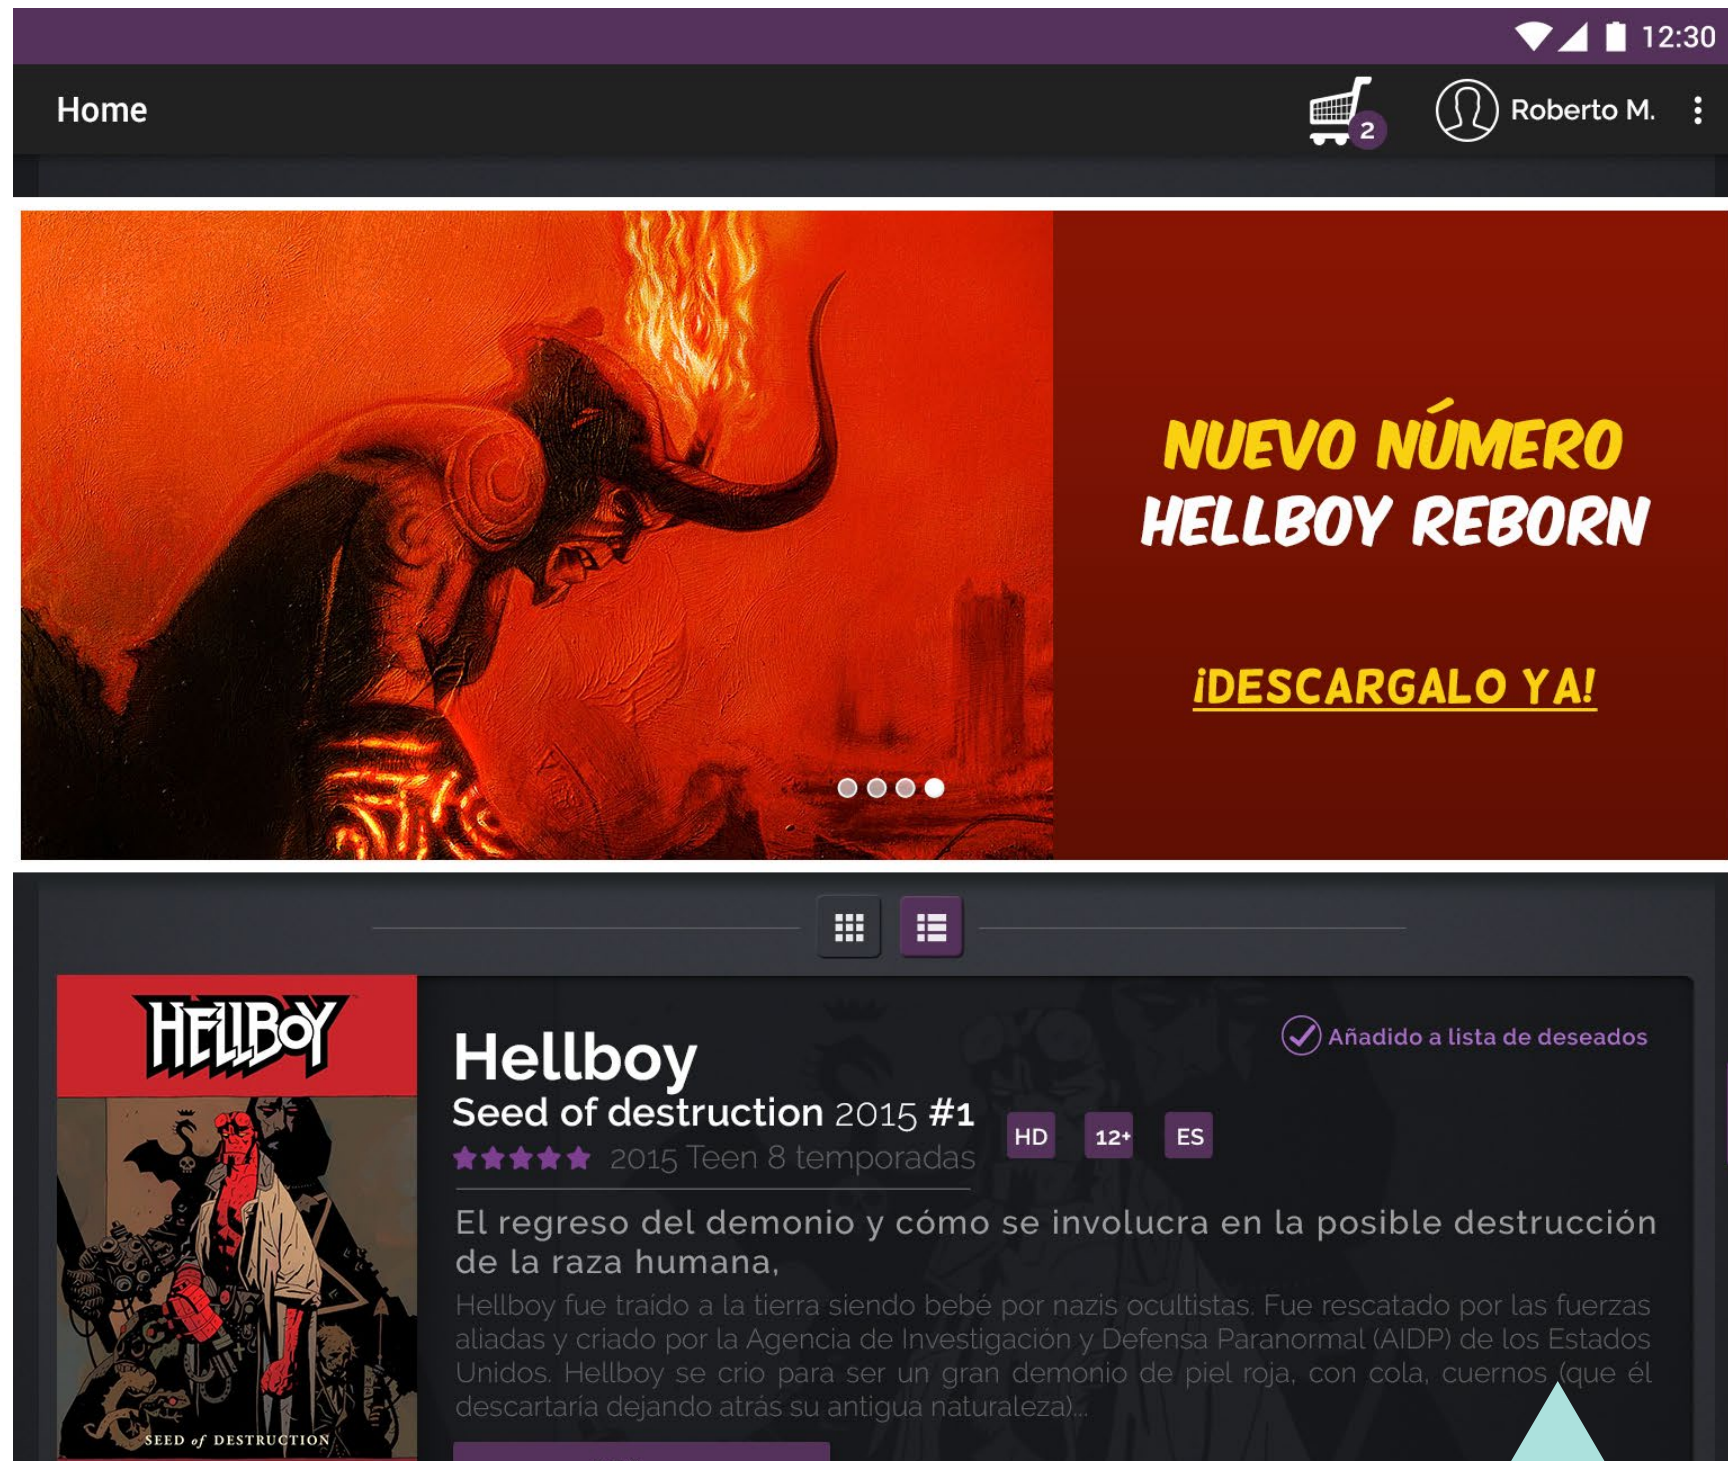 12:30
Home
2
Roberto M.
NUEVO NÚMERO
HELLBOY REBORN
¡DESCARGALO YA!
HELLBOY
SEED of DESTRUCTION
Hellboy
Añadido a lista de deseados
Seed of destruction 2015 #1
HD
12+
ES
2015 Teen 8 temporadas
El regreso del demonio y cómo se involucra en la posible destrucción
de la raza humana,
Hellboy fue traído a la tierra siendo bebé por nazis ocultistas. Fue rescatado por las fuerzas
aliadas y criado por la Agencia de Investigación y Defensa Paranormal (AIDP) de los Estados
Unidos. Hellboy se crio para ser un gran demonio de piel roja, con cola, cuernos (que él
descartaría dejando atrás su antigua naturaleza)...